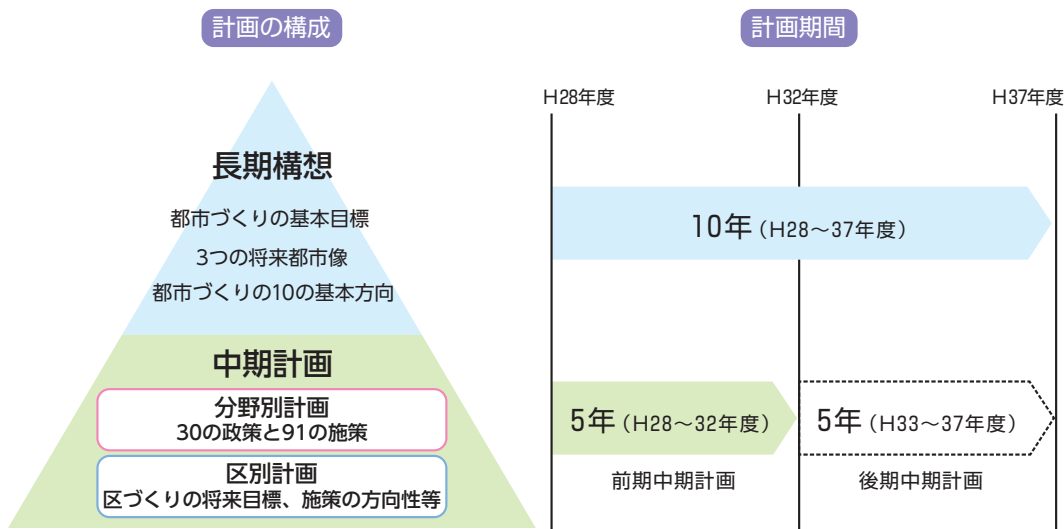 計画の構成
長期構想
都市づくりの基本目標
3つの将来都市像
都市づくりの10の基本方向
中期計画
分野別計画
30の政策と91の施策
区別計画
区づくりの将来目標、施策の方向性等
計画期間
H28年度
H32年度
H37年度
10年（H28～37年度）
5年（H28～32年度）
5年（H33～37年度）
前期中期計画
後期中期計画